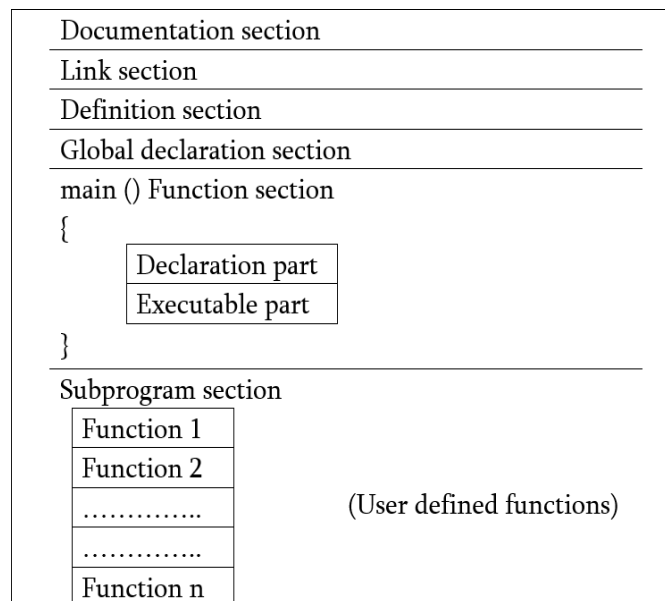 Documentation section
Link section
Definition section
Global declaration section
main () Function section
{
Declaration part
Executable part
}
Subprogram section
Function 1
Function 2
…………..
(User defined functions)
…………..
Function n